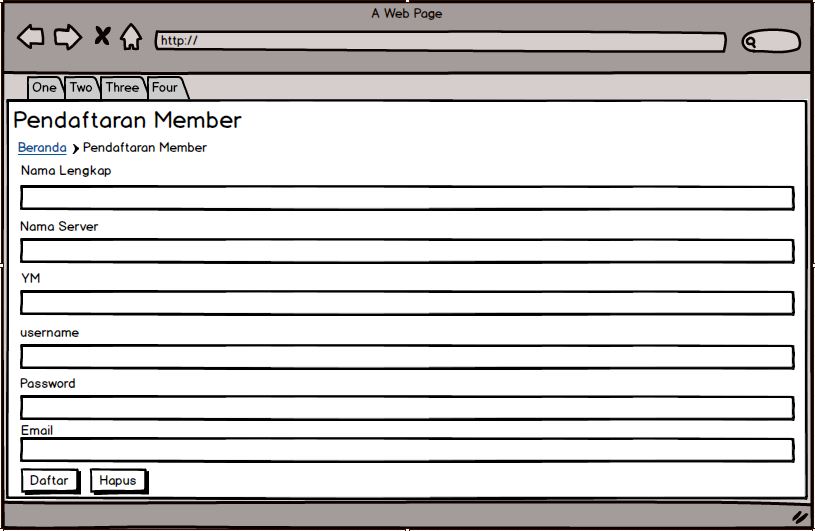 A Web Page
http://
One Two Three Four
Pendaftaran Member
Beranda > Pendaftaran Member
Nama Lengkap
Nama Server
YM
username
Password
Email
Daftar Hapus